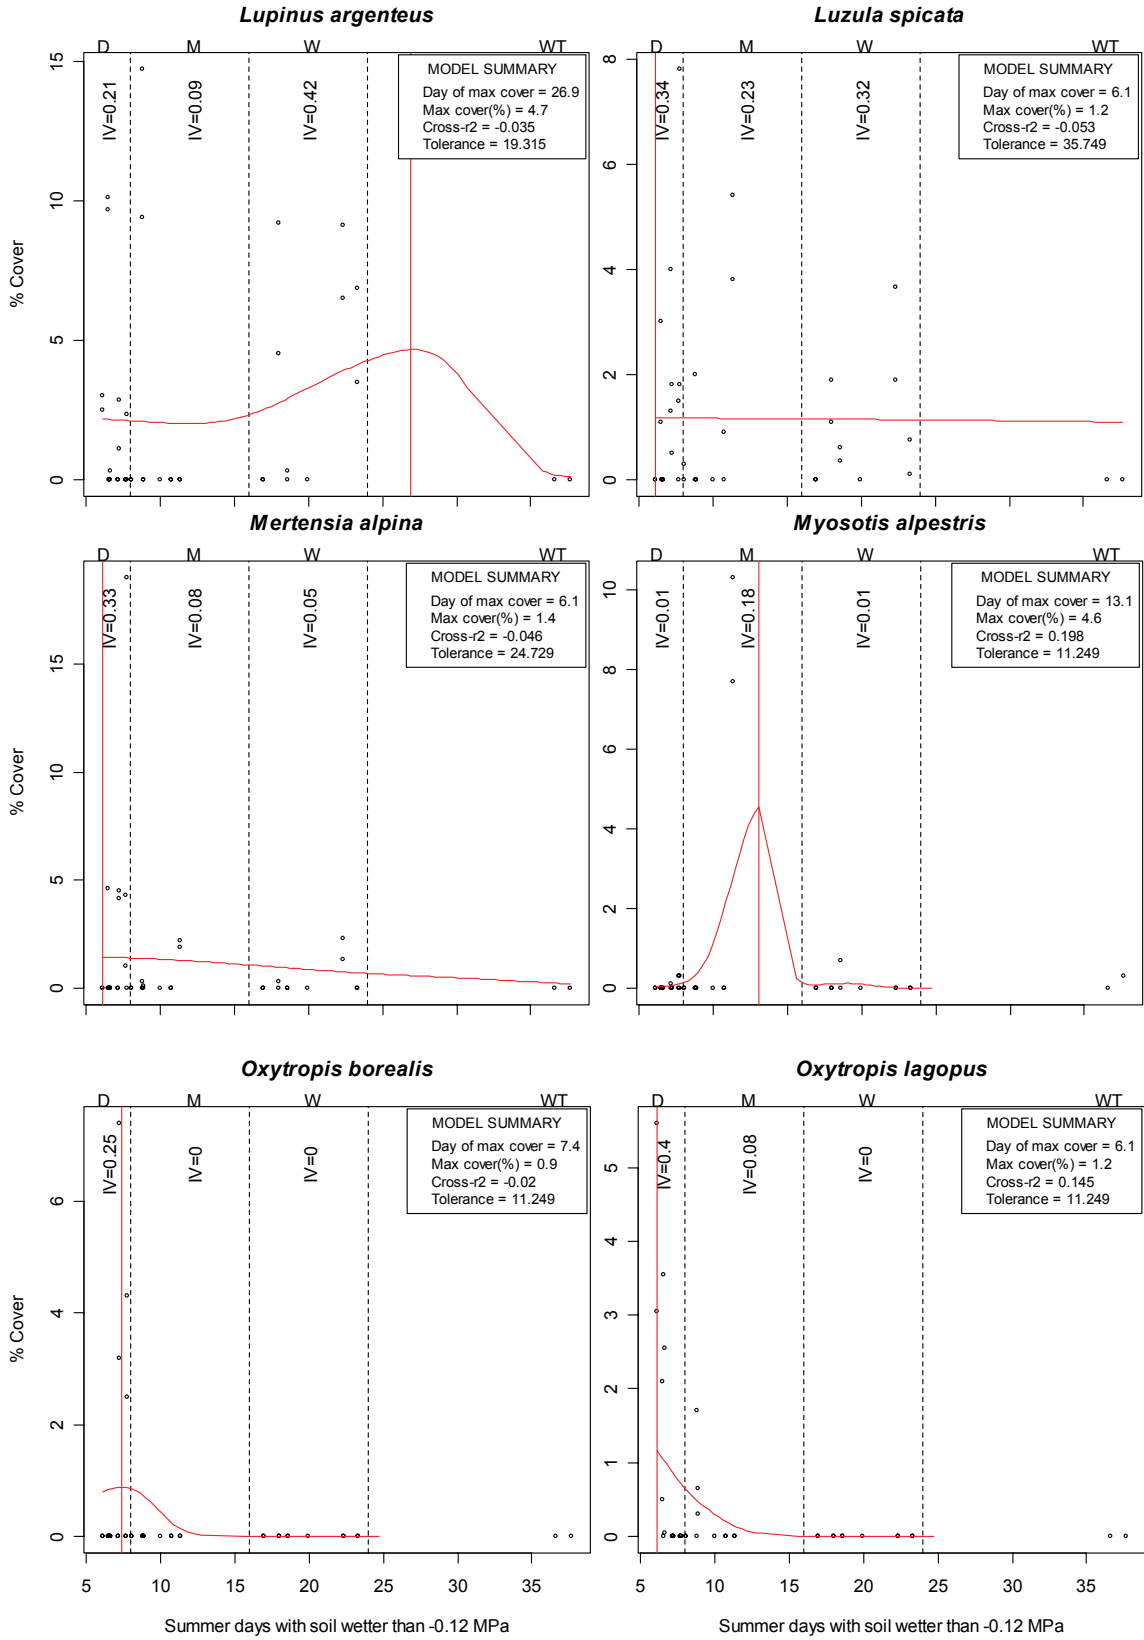 Lupinus argenteus
D M W WT
IV=0.21
IV=0.09
IV=0.42
MODEL SUMMARY
Day of max cover = 26.9
Max cover(%) = 4.7
Cross-r2 = -0.035
Tolerance = 19.315
% Cover
15
10
5
0
Luzula spicata
D M W WT
IV=0.34
IV=0.23
IV=0.32
MODEL SUMMARY
Day of max cover = 6.1
Max cover(%) = 1.2
Cross-r2 = -0.053
Tolerance = 35.749
8
6
4
2
0
Mertensia alpina
D M W WT
IV=0.33
IV=0.08
IV=0.05
MODEL SUMMARY
Day of max cover = 6.1
Max cover(%) = 1.4
Cross-r2 = -0.046
Tolerance = 24.729
% Cover
15
10
5
0
Myosotis alpestris
D M W WT
IV=0.01
IV=0.18
IV=0.01
MODEL SUMMARY
Day of max cover = 13.1
Max cover(%) = 4.6
Cross-r2 = 0.198
Tolerance = 11.249
10
8
6
4
2
0
Oxytropis borealis
D M W WT
IV=0.25
IV=0
IV=0
MODEL SUMMARY
Day of max cover = 7.4
Max cover(%) = 0.9
Cross-r2 = -0.02
Tolerance = 11.249
% Cover
6
4
2
0
5 10 15 20 25 30 35
Summer days with soil wetter than -0.12 MPa
Oxytropis lagopus
D M W WT
IV=0.4
IV=0.08
IV=0
MODEL SUMMARY
Day of max cover = 6.1
Max cover(%) = 1.2
Cross-r2 = 0.145
Tolerance = 11.249
5
4
3
2
1
0
5 10 15 20 25 30 35
Summer days with soil wetter than -0.12 MPa